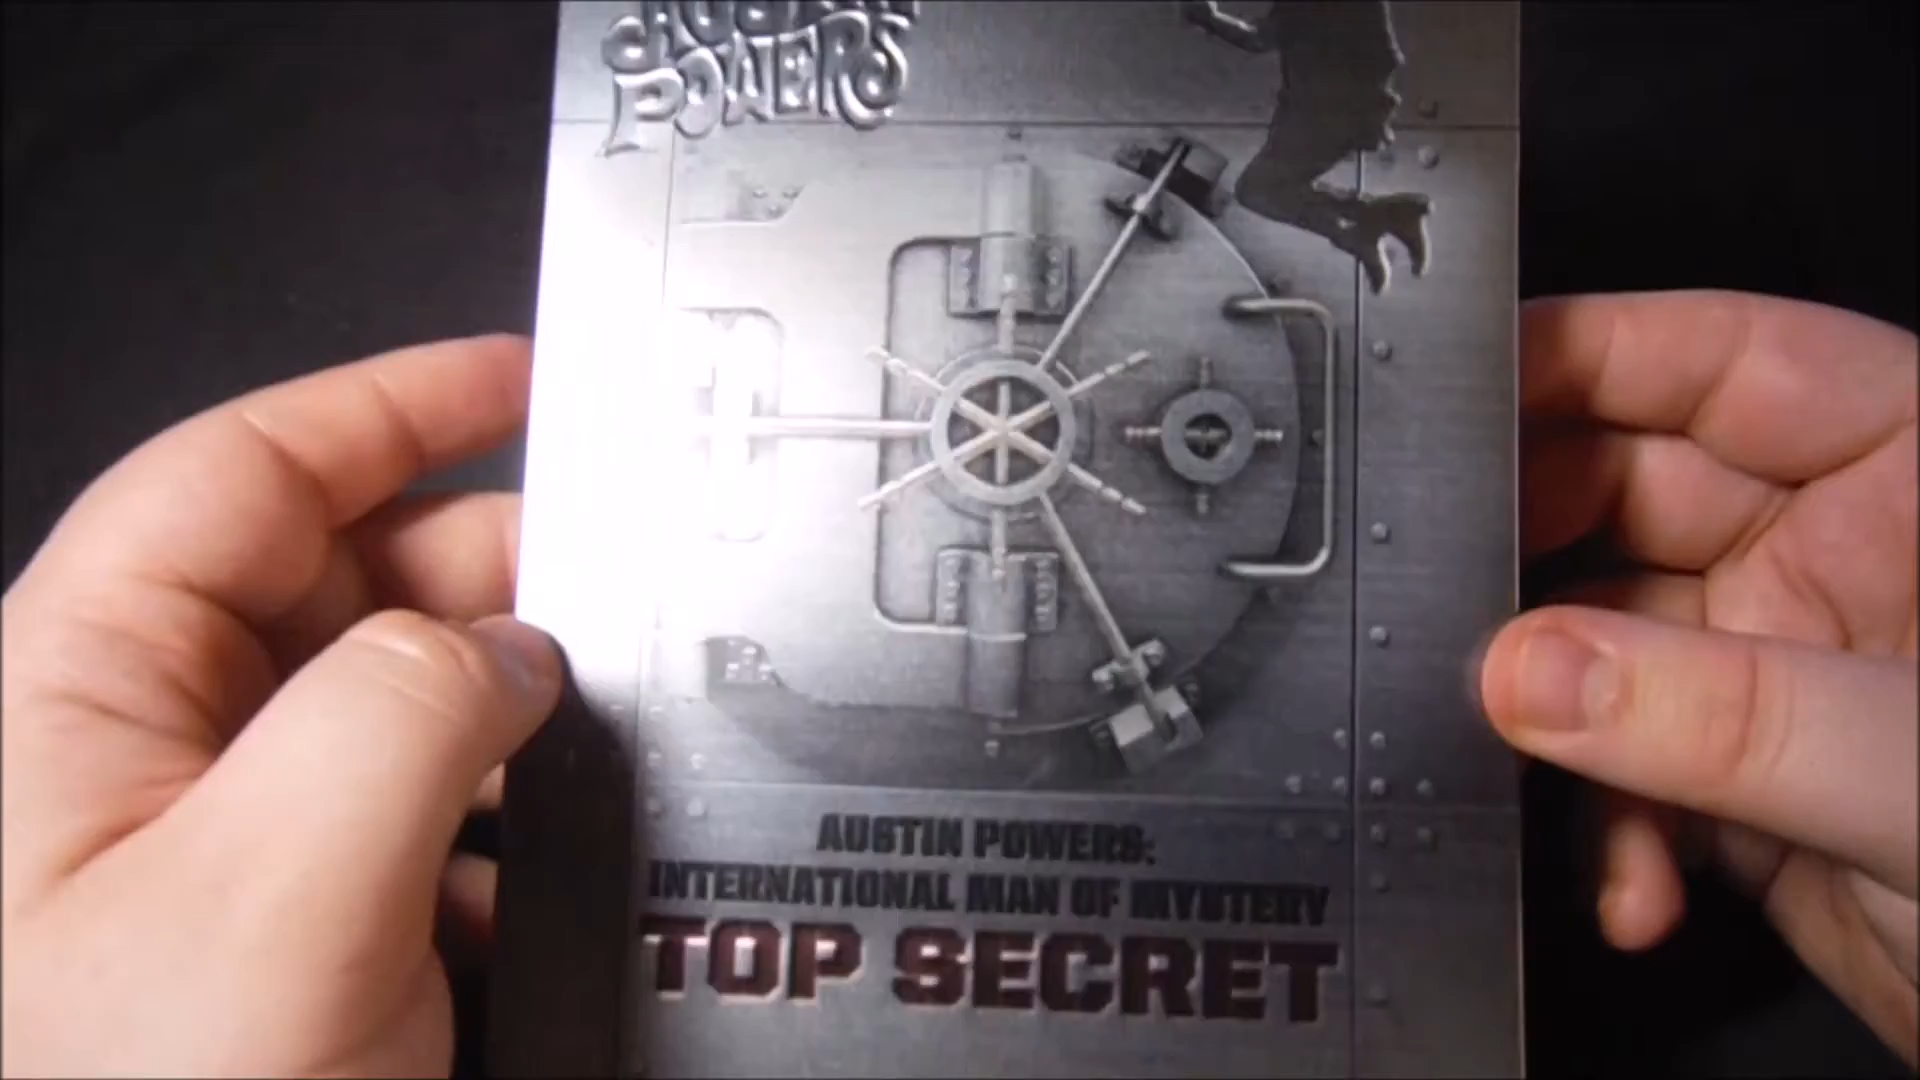 AUSTIN
POWERS
AUSTIN POWERS:
INTERNATIONAL MAN OF MYSTERY
TOP SECRET